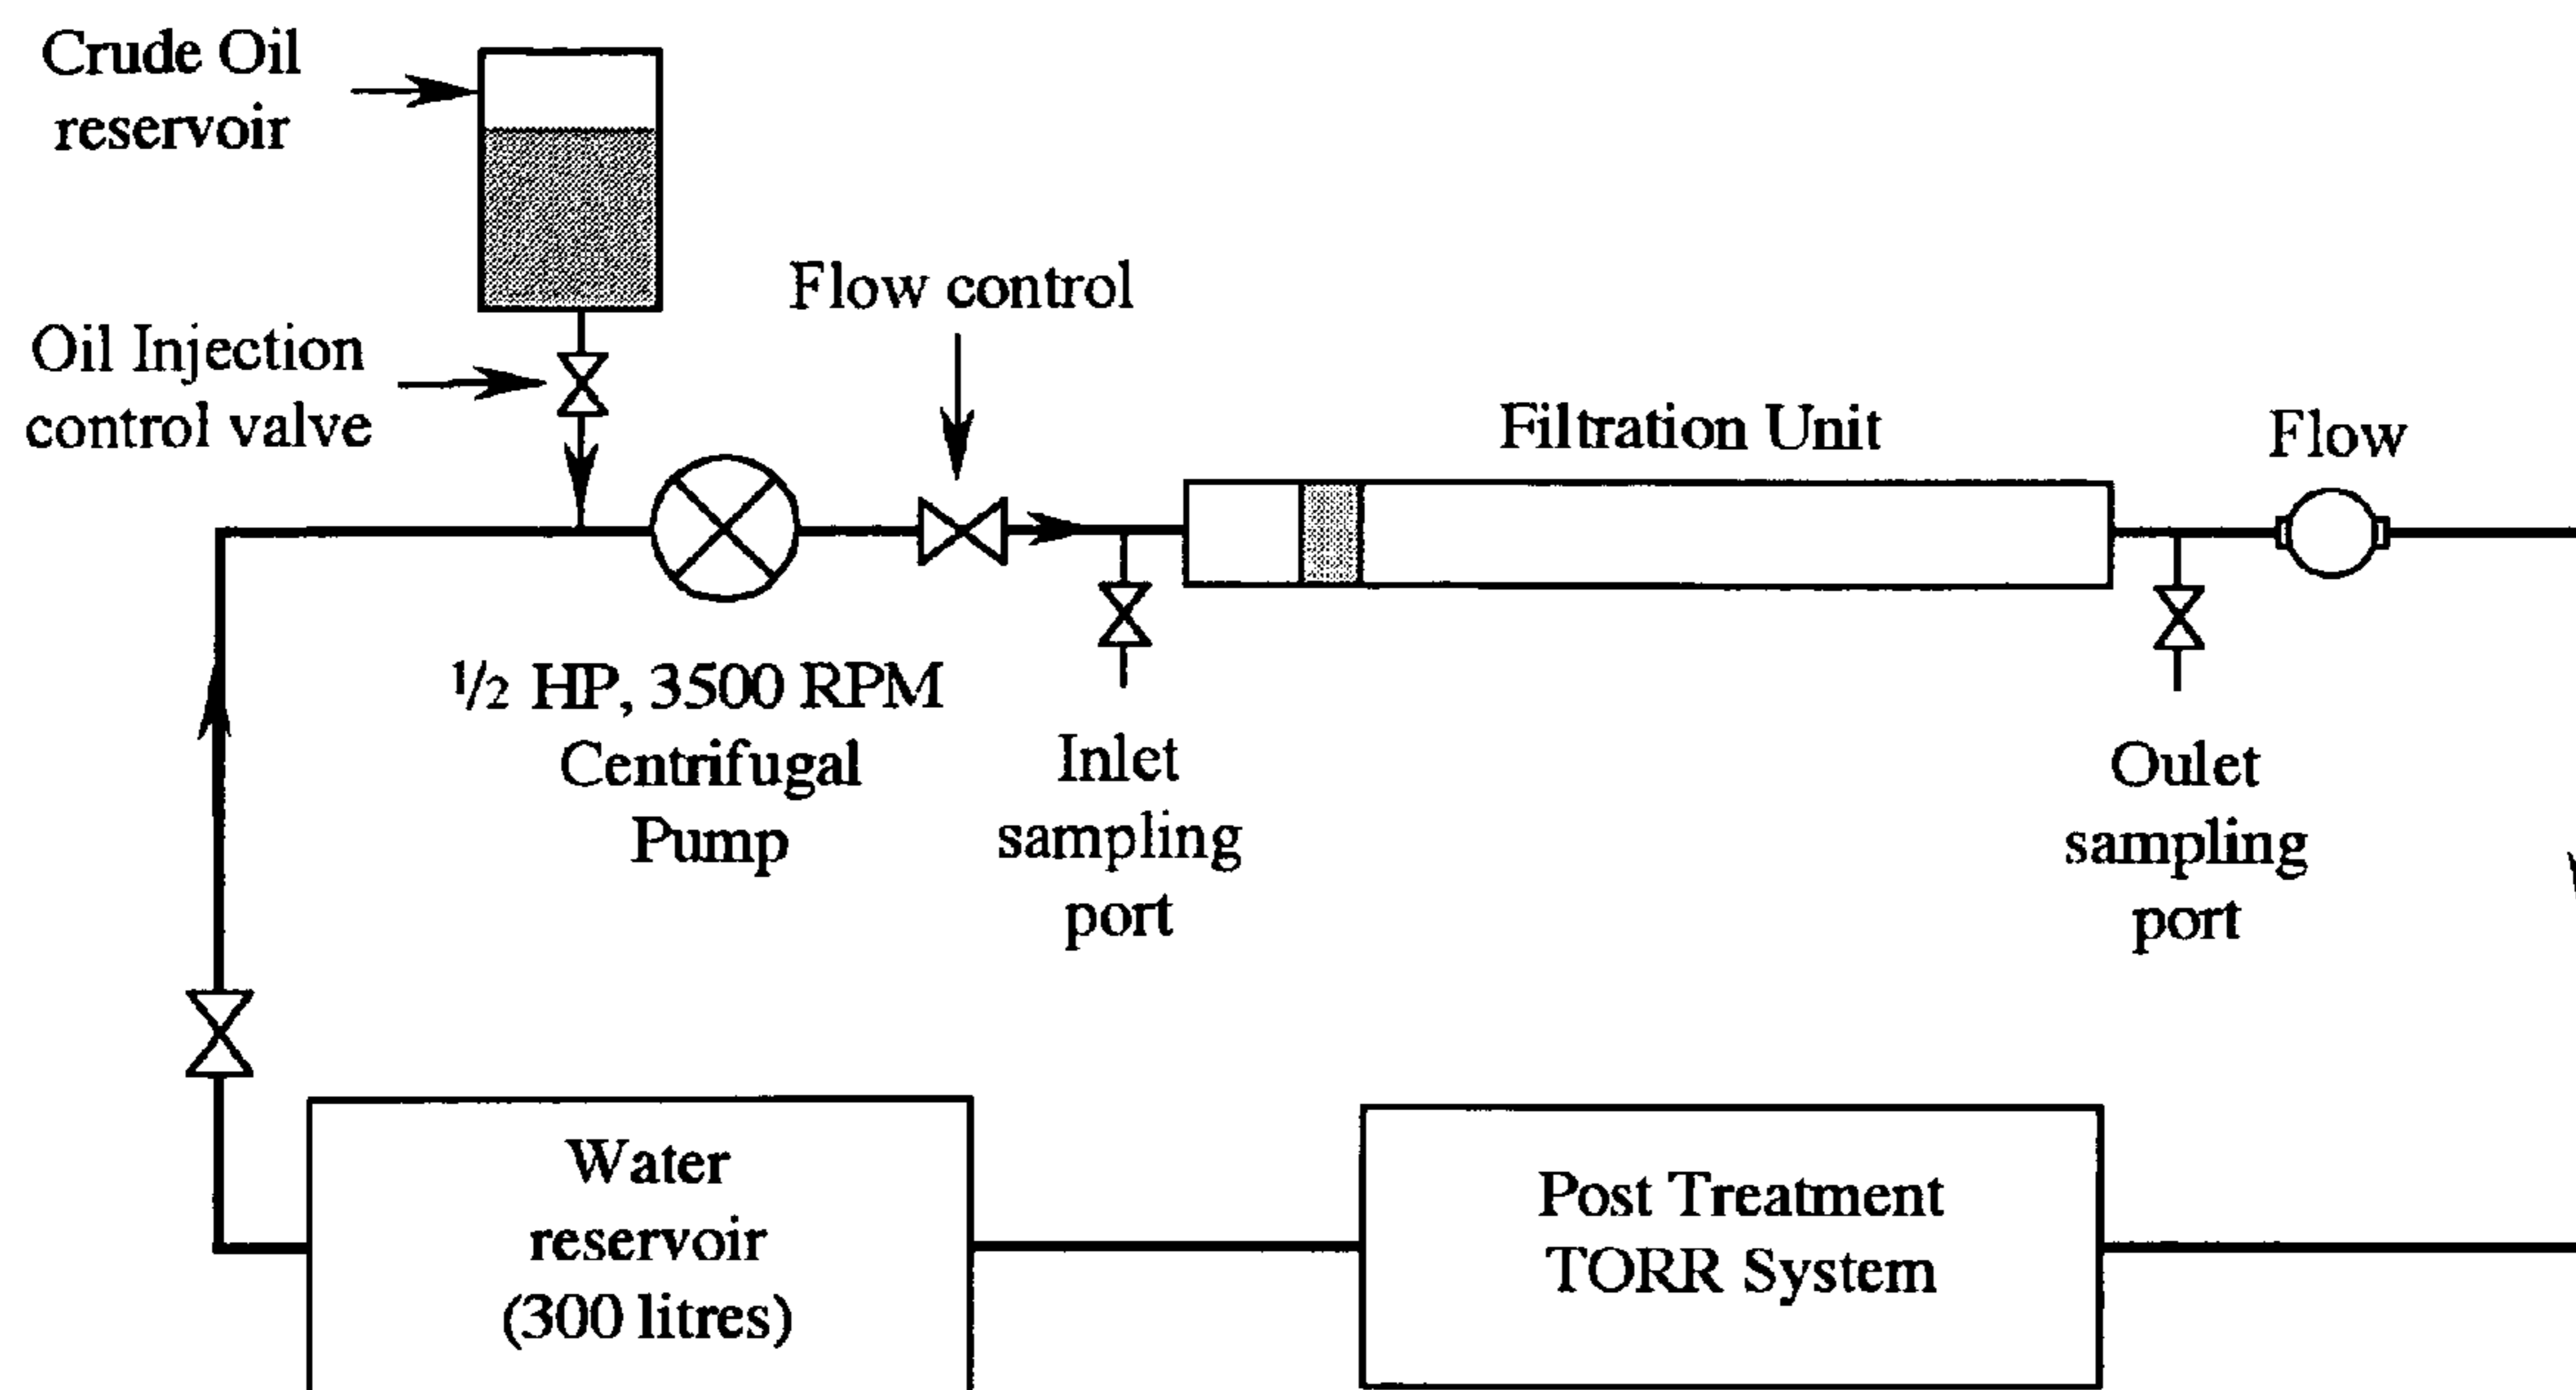 Crude Oil
reservoir
Oil Injection
control valve
Flow control
Filtration Unit
Flow
½ HP, 3500 RPM
Centrifugal
Pump
Inlet
sampling
port
Oulet
sampling
port
Water
reservoir
(300 litres)
Post Treatment
TORR System